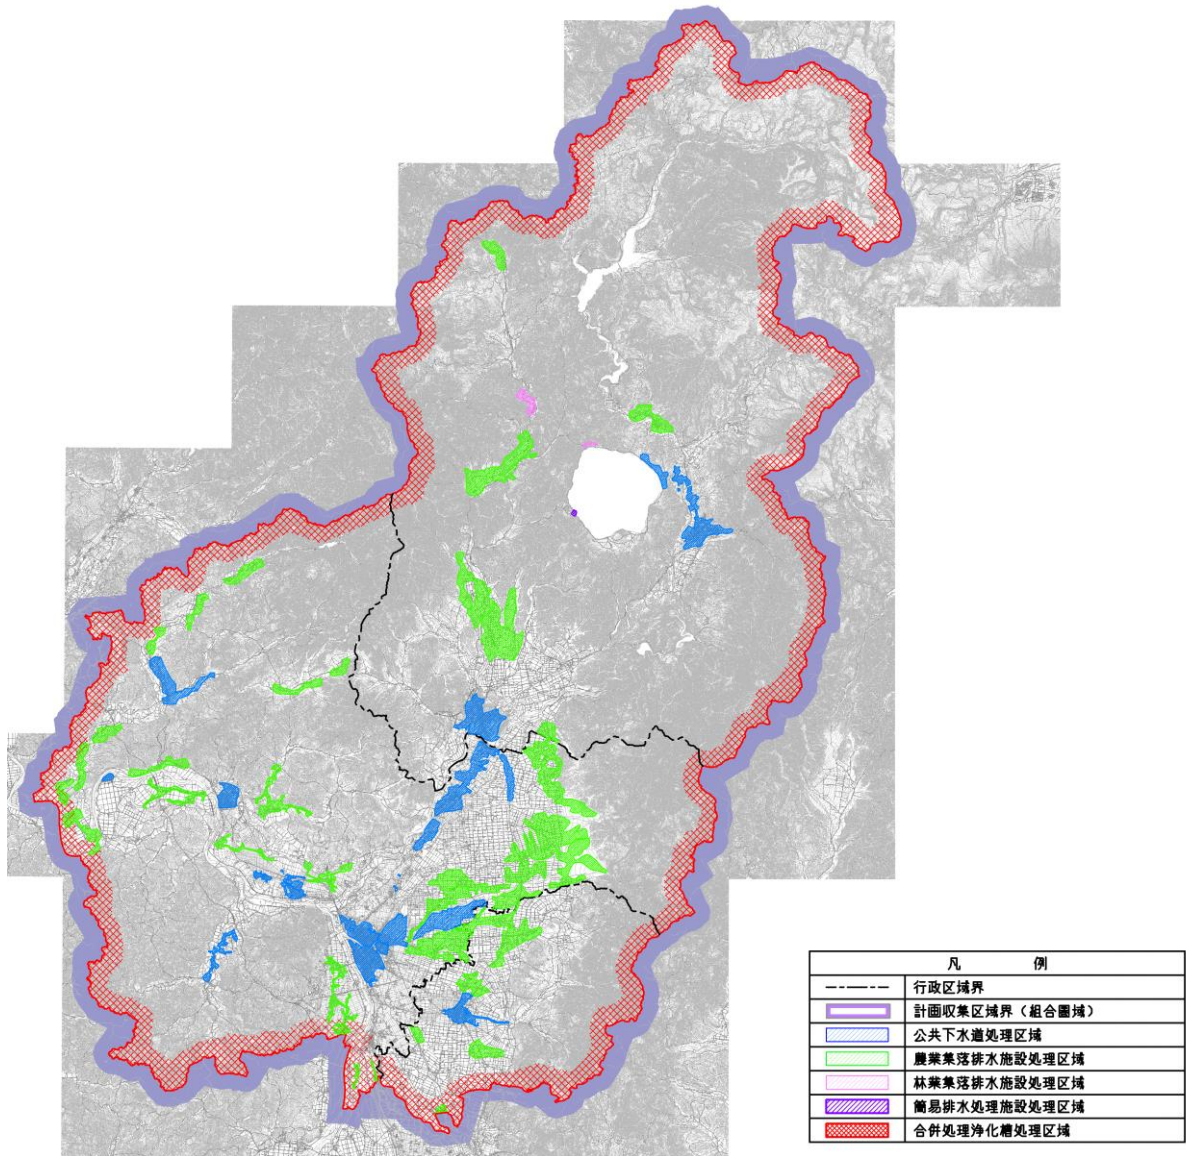 凡 例
行政区域界
計画収集区域界（組合圏域）
公共下水道処理区域
農業集落排水施設処理区域
林業集落排水施設処理区域
簡易排水処理施設処理区域
合併処理浄化槽処理区域